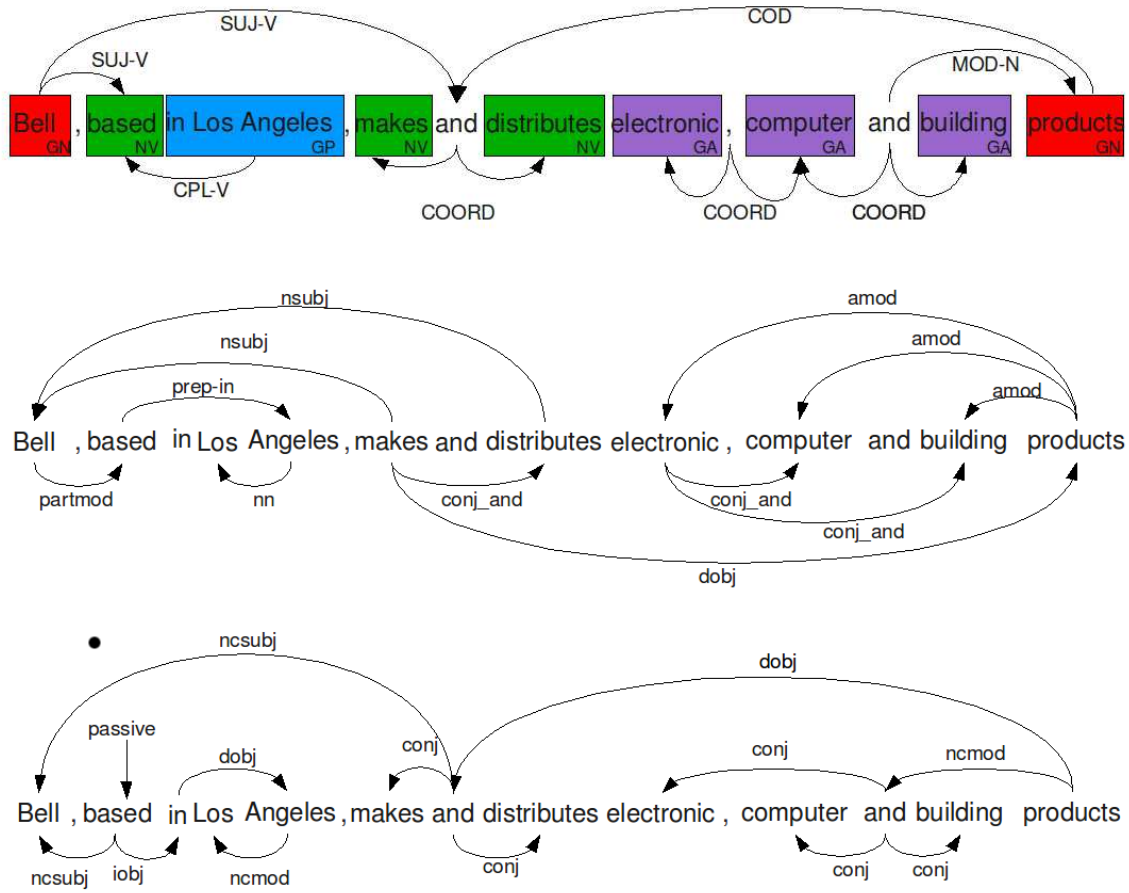 SUJ-V COD
SUJ-V MOD-N
Bell , based in Los Angeles , makes and distributes electronic , computer and building products
GN NV GP NV NV GA GA GA GN
CPL-V COORD COORD COORD
nsubj amod
nsubj amod
prep-in amod
Bell , based in Los Angeles , makes and distributes electronic , computer and building products
partmod nn conj_and conj_and
conj_and
dobj
ncsubj dobj
passive dobj conj conj ncmod
Bell , based in Los Angeles , makes and distributes electronic , computer and building products
ncsubj iobj ncmod conj conj conj